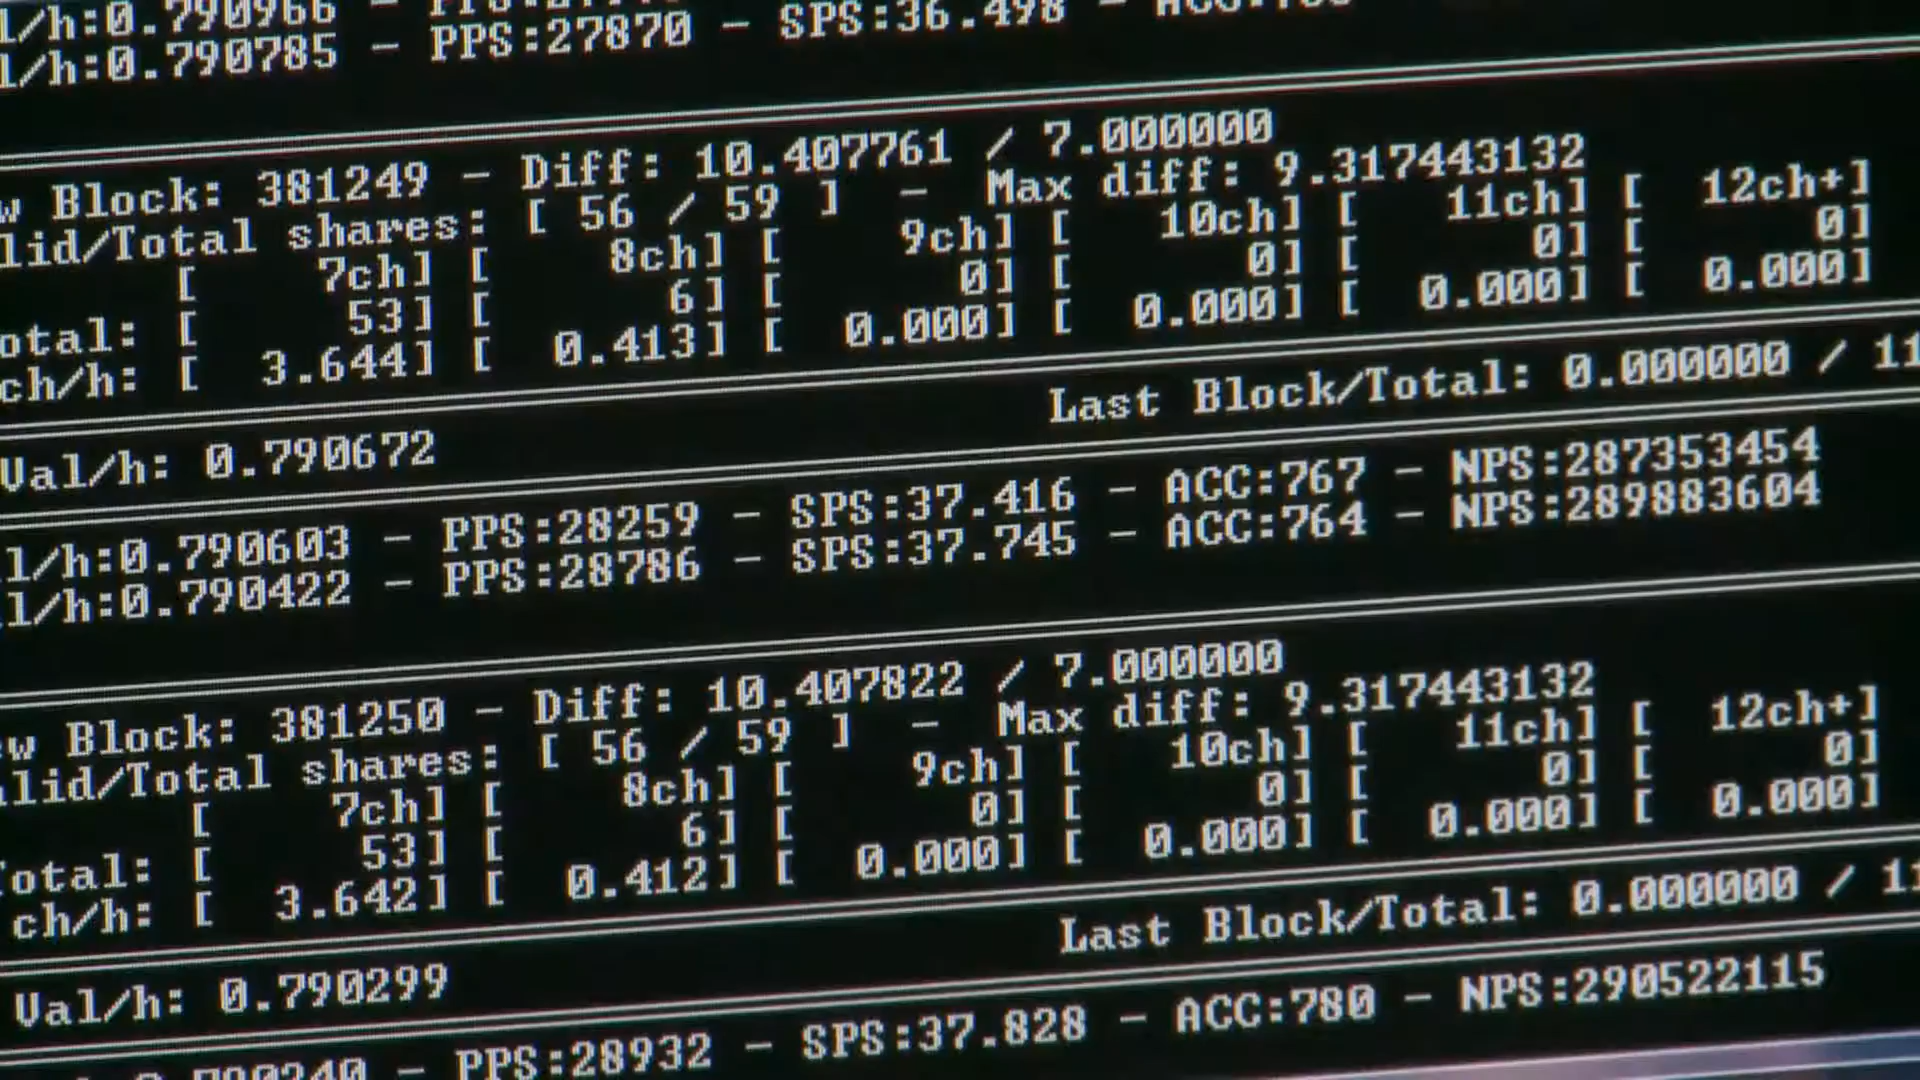 l/h:0.790966
l/h:0.790785 - PPS:27870 - SPS:36.498 -
w Block: 381249 - Diff: 10.407761 / 7.000000
lid/Total shares: [ 56 / 59 ] - Max diff: 9.317443132
[ 7ch] [ 8ch] [ 9ch] [ 10ch] [ 11ch] [ 12ch+]
otal: [ 53] [ 6] [ 0] [ 0] [ 0] [ 0]
ch/h: [ 3.644] [ 0.413] [ 0.000] [ 0.000] [ 0.000] [ 0.000]
Val/h: 0.790672 Last Block/Total: 0.000000 / 11
l/h:0.790603 - PPS:28259 - SPS:37.416 - ACC:767 - NPS:287353454
l/h:0.790422 - PPS:28786 - SPS:37.745 - ACC:764 - NPS:289883604
w Block: 381250 - Diff: 10.407822 / 7.000000
lid/Total shares: [ 56 / 59 ] - Max diff: 9.317443132
[ 7ch] [ 8ch] [ 9ch] [ 10ch] [ 11ch] [ 12ch+]
otal: [ 53] [ 6] [ 0] [ 0] [ 0] [ 0]
ch/h: [ 3.642] [ 0.412] [ 0.000] [ 0.000] [ 0.000] [ 0.000]
Val/h: 0.790299 Last Block/Total: 0.000000 / 11
0.790240 - PPS:28932 - SPS:37.828 - ACC:780 - NPS:290522115